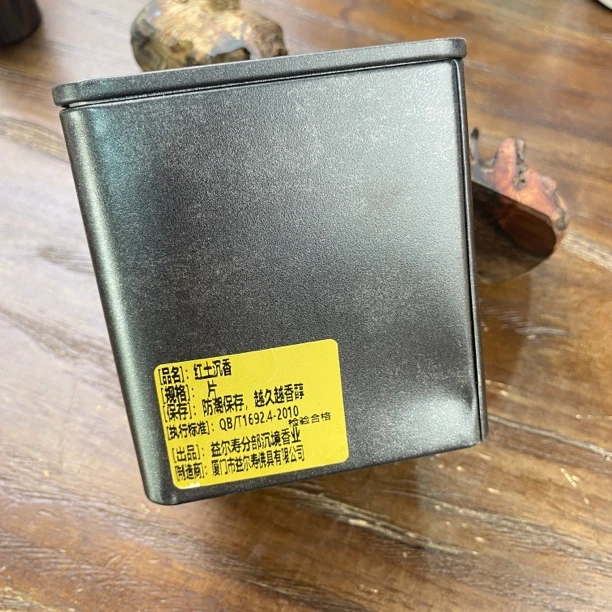 [品名]：红土沉香
[规格]：片
[保存]：防潮保存，越久越香醇
[执行标准]：QB/T1692.4-2010
检验合格
[出品]：益尔寿分部沉墙香业
[制造商]：厦门市益尔寿佛具有限公司